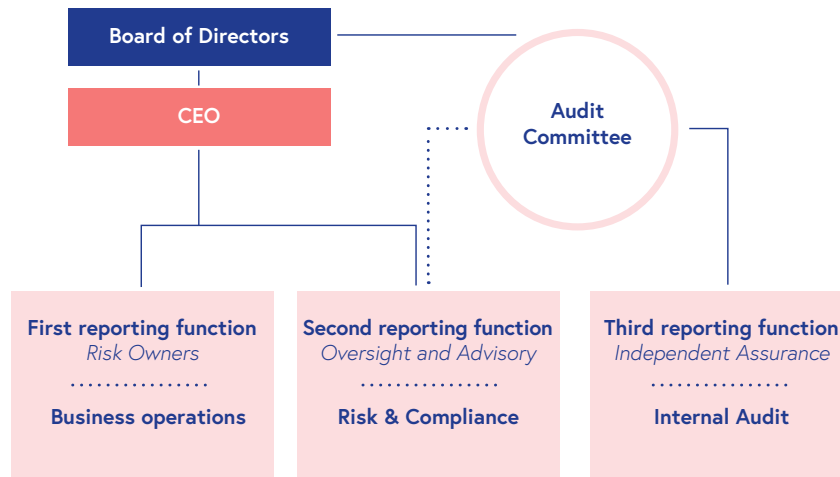 Board of Directors
CEO
Audit
Committee
First reporting function
Risk Owners
Business operations
Second reporting function
Oversight and Advisory
Risk & Compliance
Third reporting function
Independent Assurance
Internal Audit